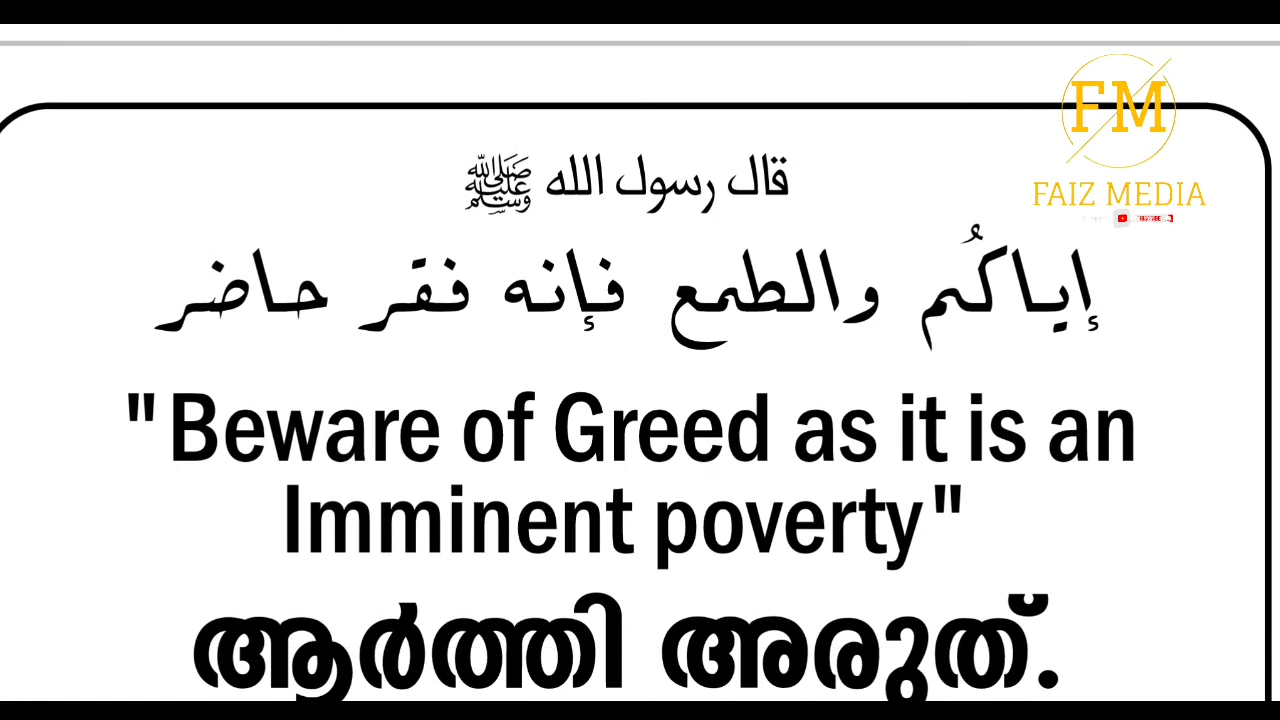 FM
FAIZ MEDIA
قال رسول الله ﷺ
إياكُم والطمع فإنه فقر حاضر
"Beware of Greed as it is an
Imminent poverty"
ആർത്തി അരുത്.